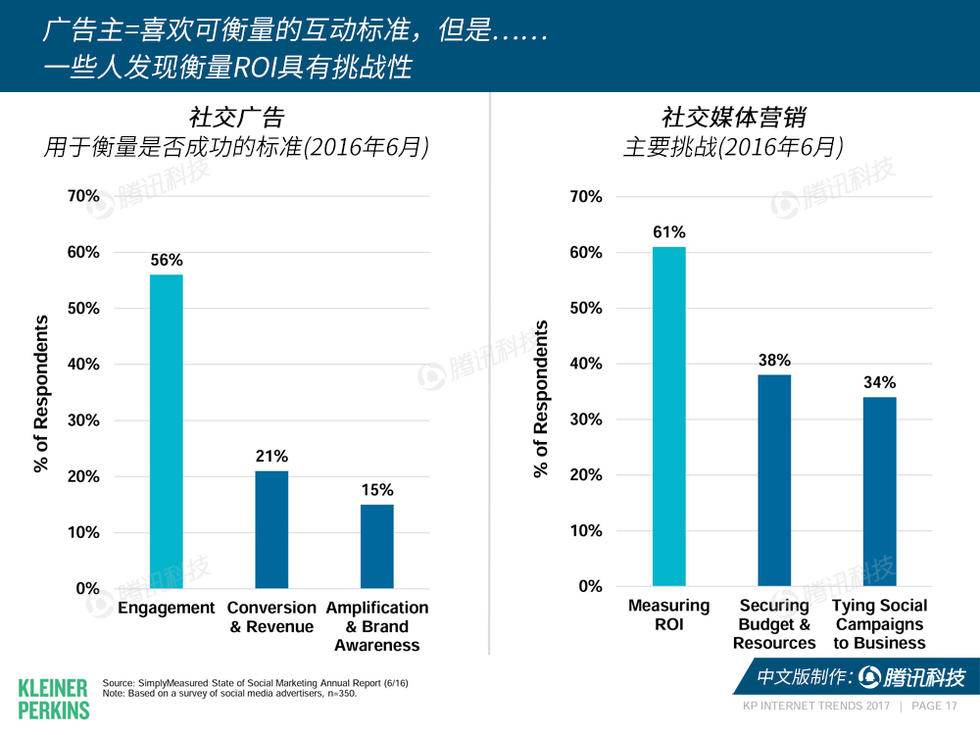 广告主=喜欢可衡量的互动标准，但是……
一些人发现衡量ROI具有挑战性
社交广告
用于衡量是否成功的标准(2016年6月)
% of Respondents
70%
60%
50%
40%
30%
20%
10%
0%
56%
21%
15%
Engagement
Conversion
& Revenue
Amplification
& Brand
Awareness
社交媒体营销
主要挑战(2016年6月)
% of Respondents
70%
60%
50%
40%
30%
20%
10%
0%
61%
38%
34%
Measuring
ROI
Securing
Budget &
Resources
Tying Social
Campaigns
to Business
腾讯科技
腾讯科技
腾讯科技
腾讯科技
腾讯科技
KLEINER
PERKINS
Source: SimplyMeasured State of Social Marketing Annual Report (6/16)
Note: Based on a survey of social media advertisers, n=350.
中文版制作：腾讯科技
KP INTERNET TRENDS 2017 | PAGE 17